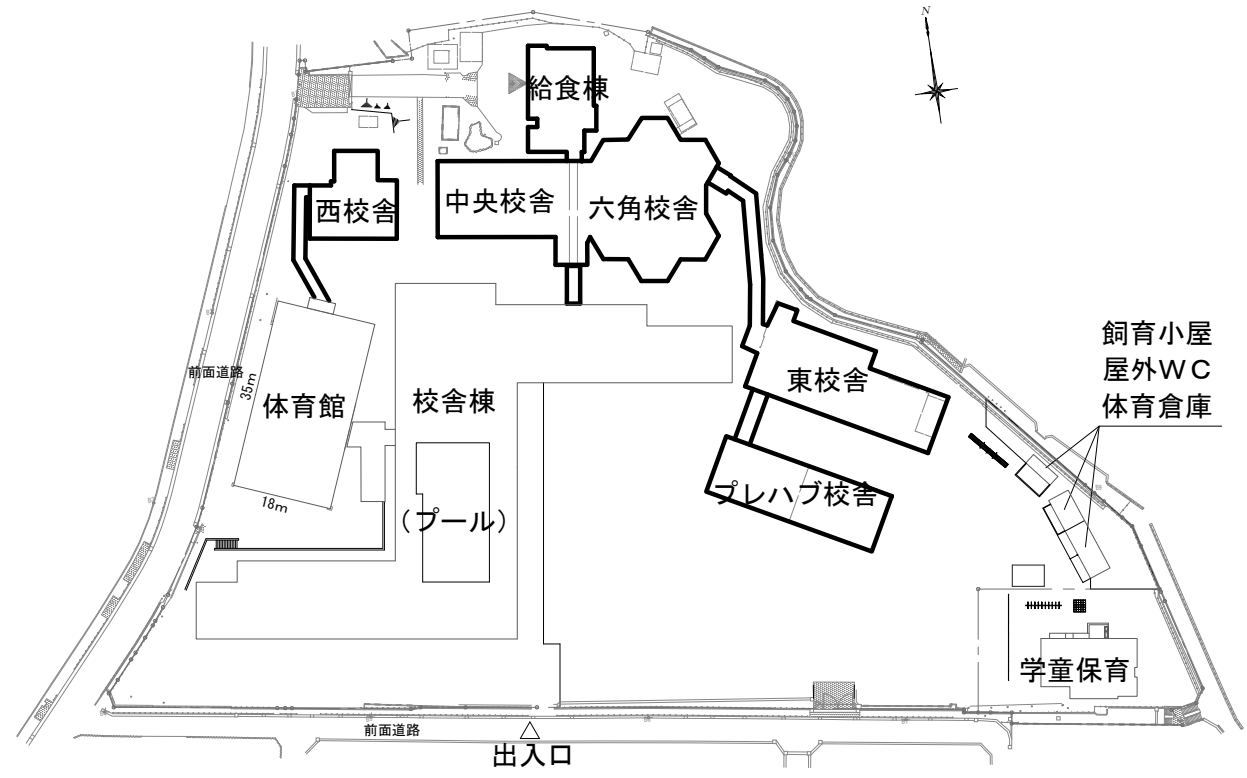 N
給食棟
中央校舎
六角校舎
西校舎
飼育小屋
屋外WC
体育倉庫
前面道路
35m
体育館
校舎棟
東校舎
18m
(プール)
プレハブ校舎
学童保育
前面道路
出入口